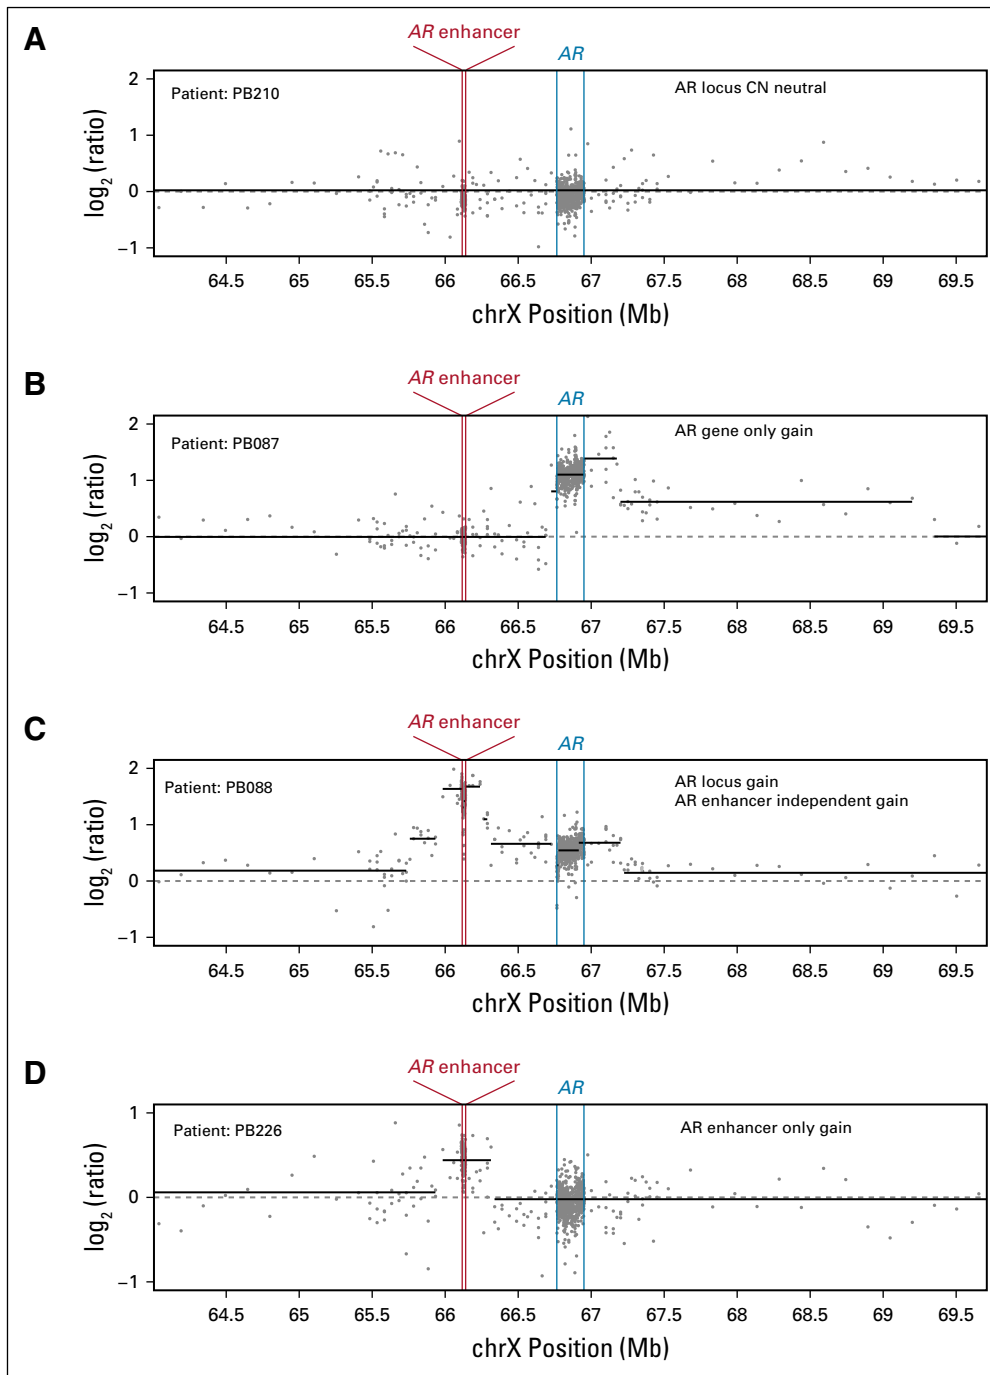 A
AR enhancer
AR
Patient: PB210
AR locus CN neutral
log2 (ratio)
2
1
0
−1
64.5 65 65.5 66 66.5 67 67.5 68 68.5 69 69.5
chrX Position (Mb)
B
AR enhancer
AR
Patient: PB087
AR gene only gain
log2 (ratio)
2
1
0
−1
64.5 65 65.5 66 66.5 67 67.5 68 68.5 69 69.5
chrX Position (Mb)
C
AR enhancer
AR
Patient: PB088
AR locus gain
AR enhancer independent gain
log2 (ratio)
2
1
0
−1
64.5 65 65.5 66 66.5 67 67.5 68 68.5 69 69.5
chrX Position (Mb)
D
AR enhancer
AR
Patient: PB226
AR enhancer only gain
log2 (ratio)
1
0
−1
64.5 65 65.5 66 66.5 67 67.5 68 68.5 69 69.5
chrX Position (Mb)